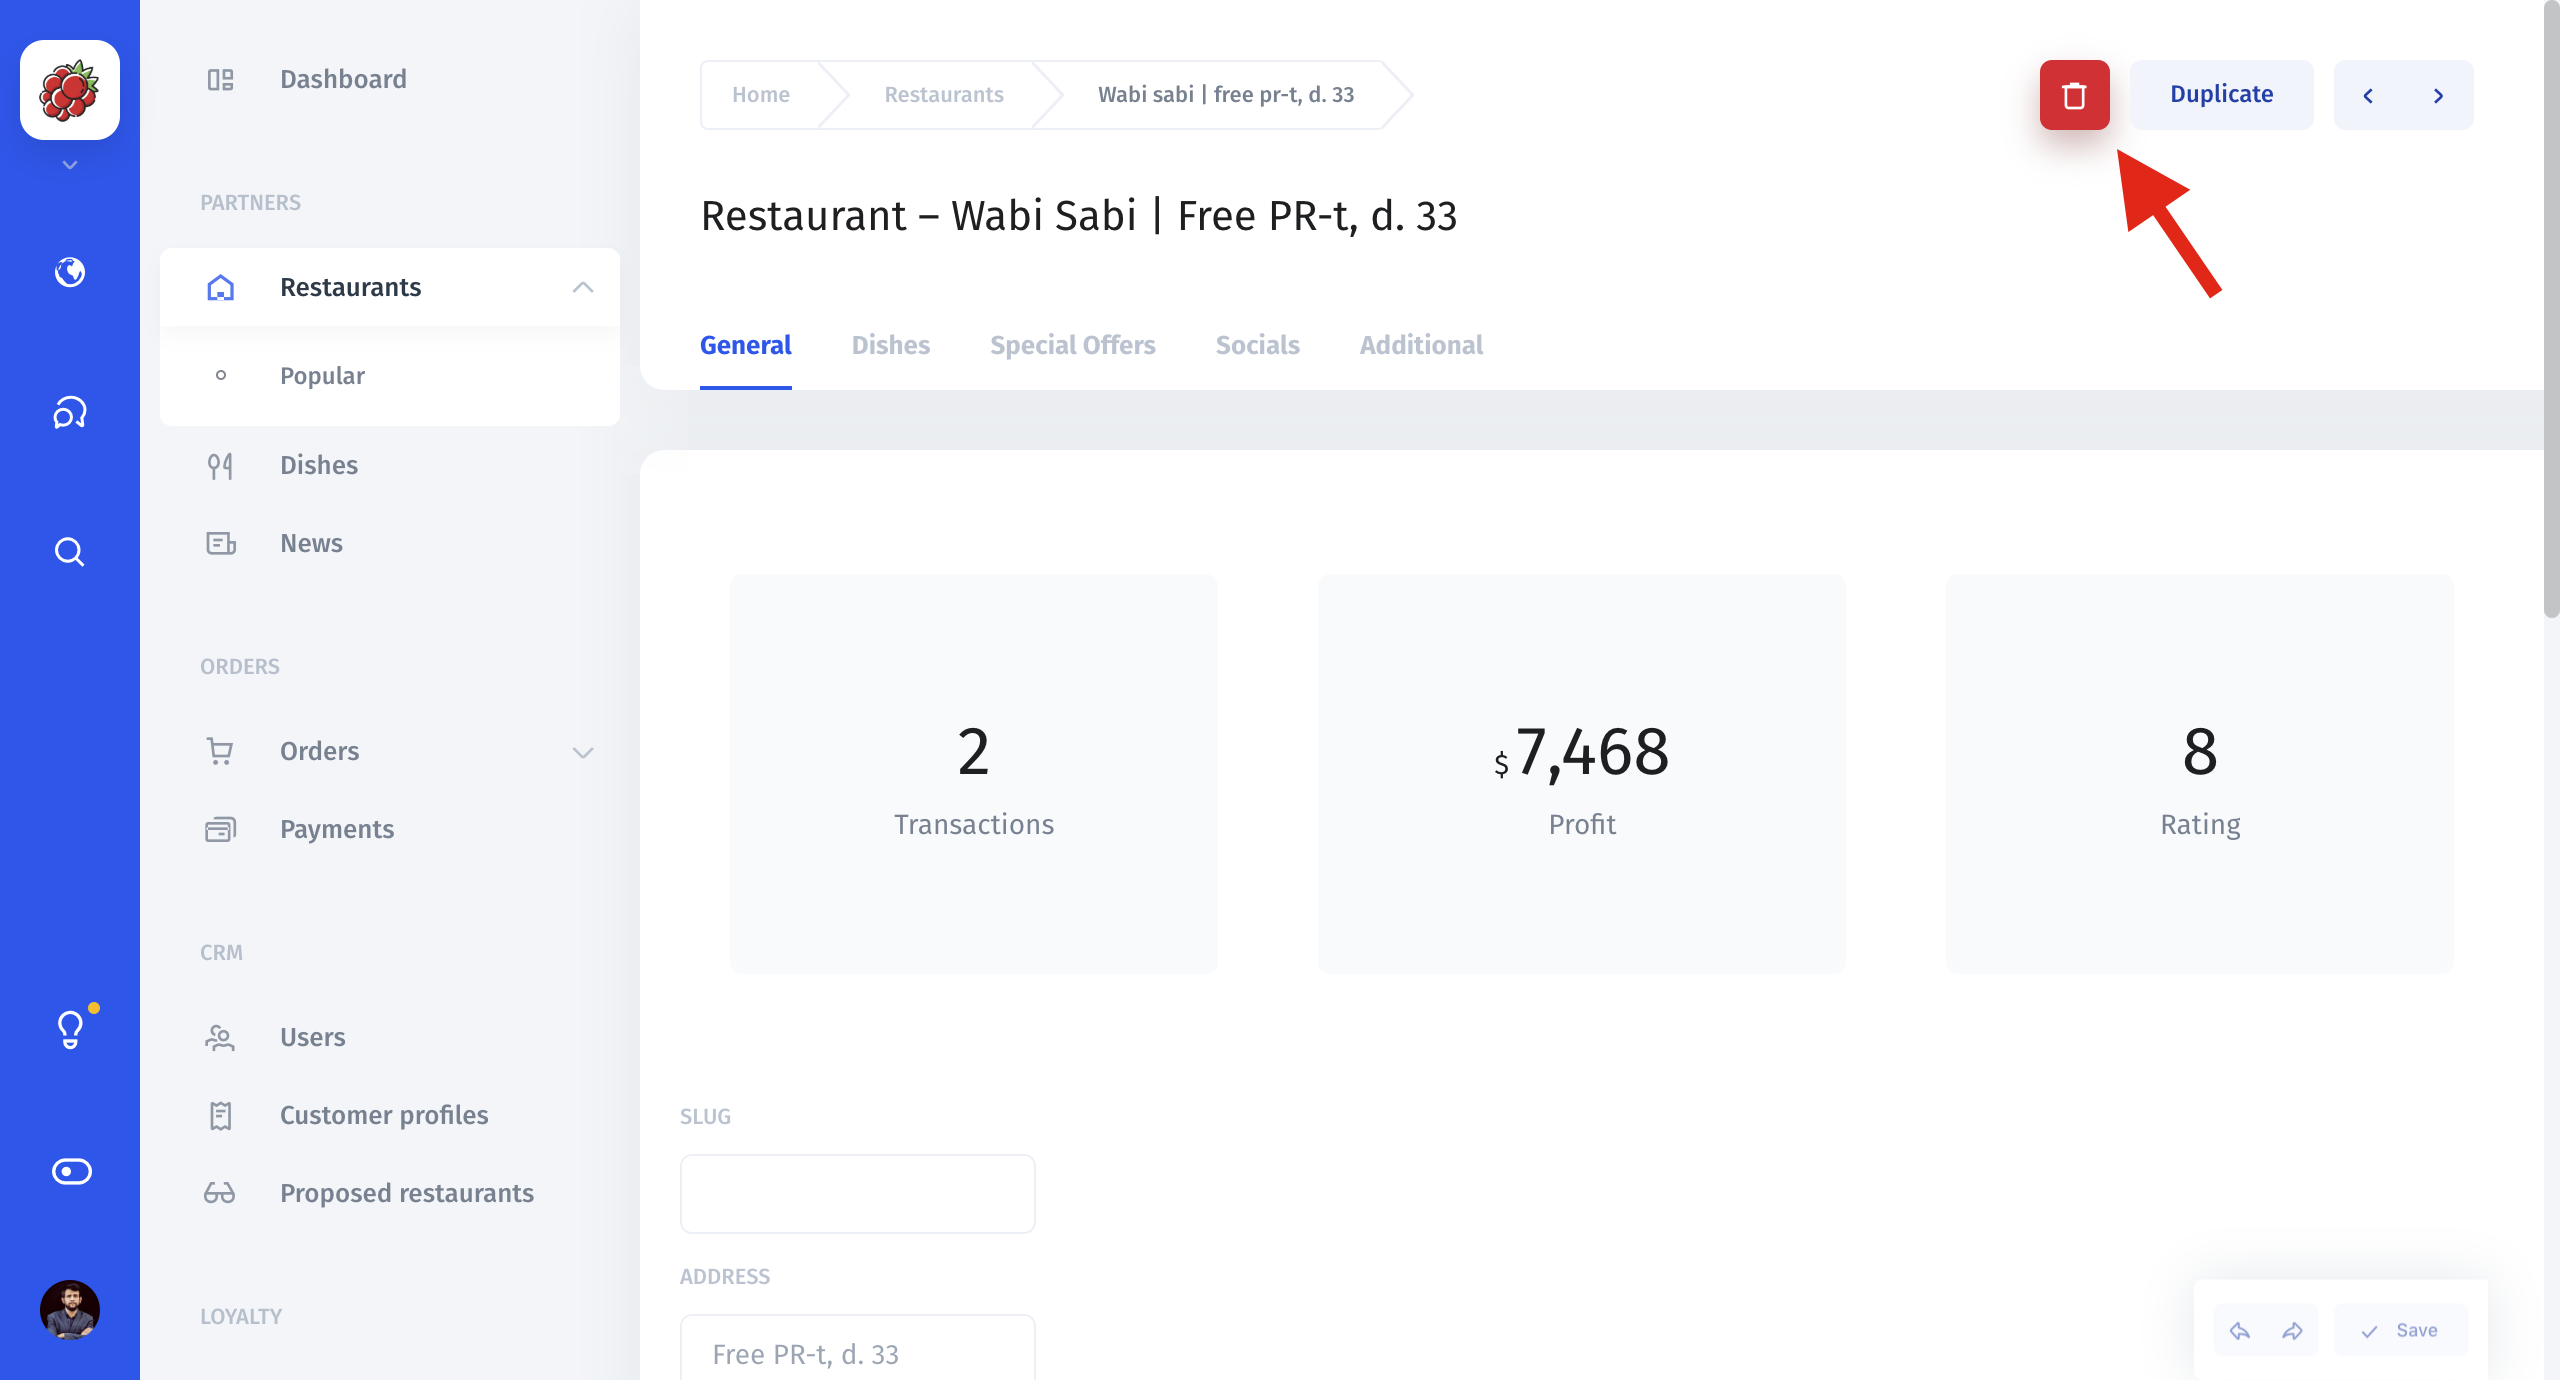 Dashboard
PARTNERS
Restaurants
Popular
Dishes
News
ORDERS
Orders
Payments
CRM
Users
Customer profiles
Proposed restaurants
LOYALTY
Home
Restaurants
Wabi sabi | free pr-t, d. 33
Duplicate
Restaurant – Wabi Sabi | Free PR-t, d. 33
General
Dishes
Special Offers
Socials
Additional
2
Transactions
$7,468
Profit
8
Rating
SLUG
ADDRESS
Free PR-t, d. 33
Save